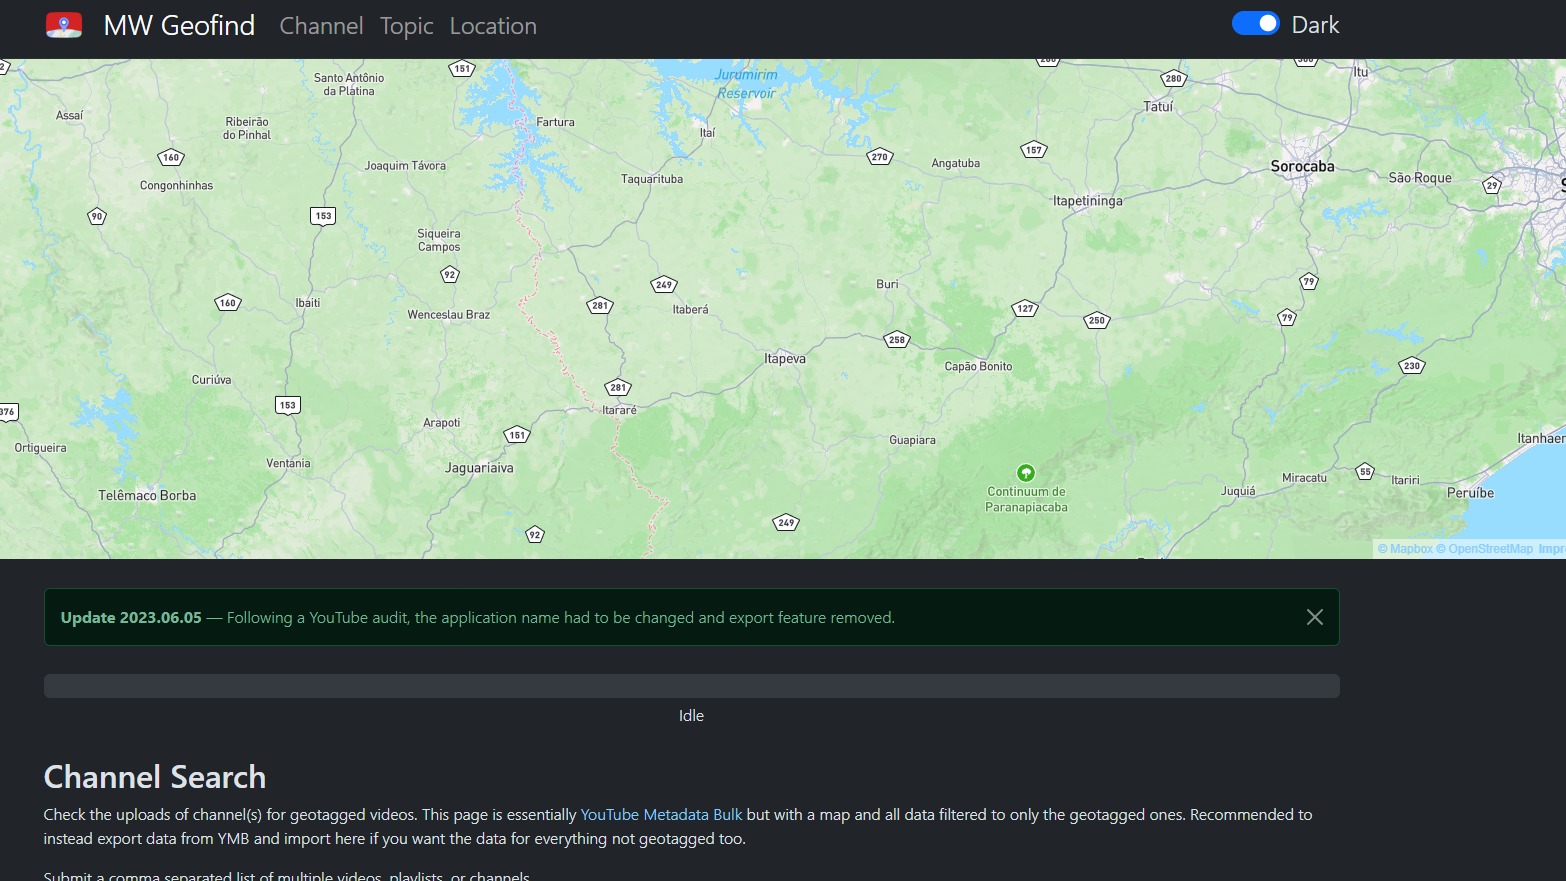 MW Geofind Channel Topic Location Dark
Santo Antônio
da Platina
151
Jurumirim
Reservoir
280
Itu
Assaí
Ribeirão
do Pinhal
Fartura
Itaí
Tatuí
160
Joaquim Távora
270
Angatuba
157
Sorocaba
Congonhinhas
Taquarituba
São Roque
29
90
153
Itapetininga
Siqueira
Campos
92
249
Buri
79
160
Ibaiti
Wenceslau Braz
281
Itaberá
127
250
79
258
Itapeva
Capão Bonito
230
Curiúva
281
153
Itararé
376
Arapoti
151
Guapiara
Itanhaer
Ortigueira
Ventania
Jaguariaíva
Continuum de
Paranapiacaba
Juquiá
Miracatu
55
Itariri
Peruíbe
Telêmaco Borba
249
92
© Mapbox © OpenStreetMap Impr
Update 2023.06.05 — Following a YouTube audit, the application name had to be changed and export feature removed.
Idle
Channel Search
Check the uploads of channel(s) for geotagged videos. This page is essentially YouTube Metadata Bulk but with a map and all data filtered to only the geotagged ones. Recommended to
instead export data from YMB and import here if you want the data for everything not geotagged too.
Submit a comma separated list of multiple videos, playlists, or channels.